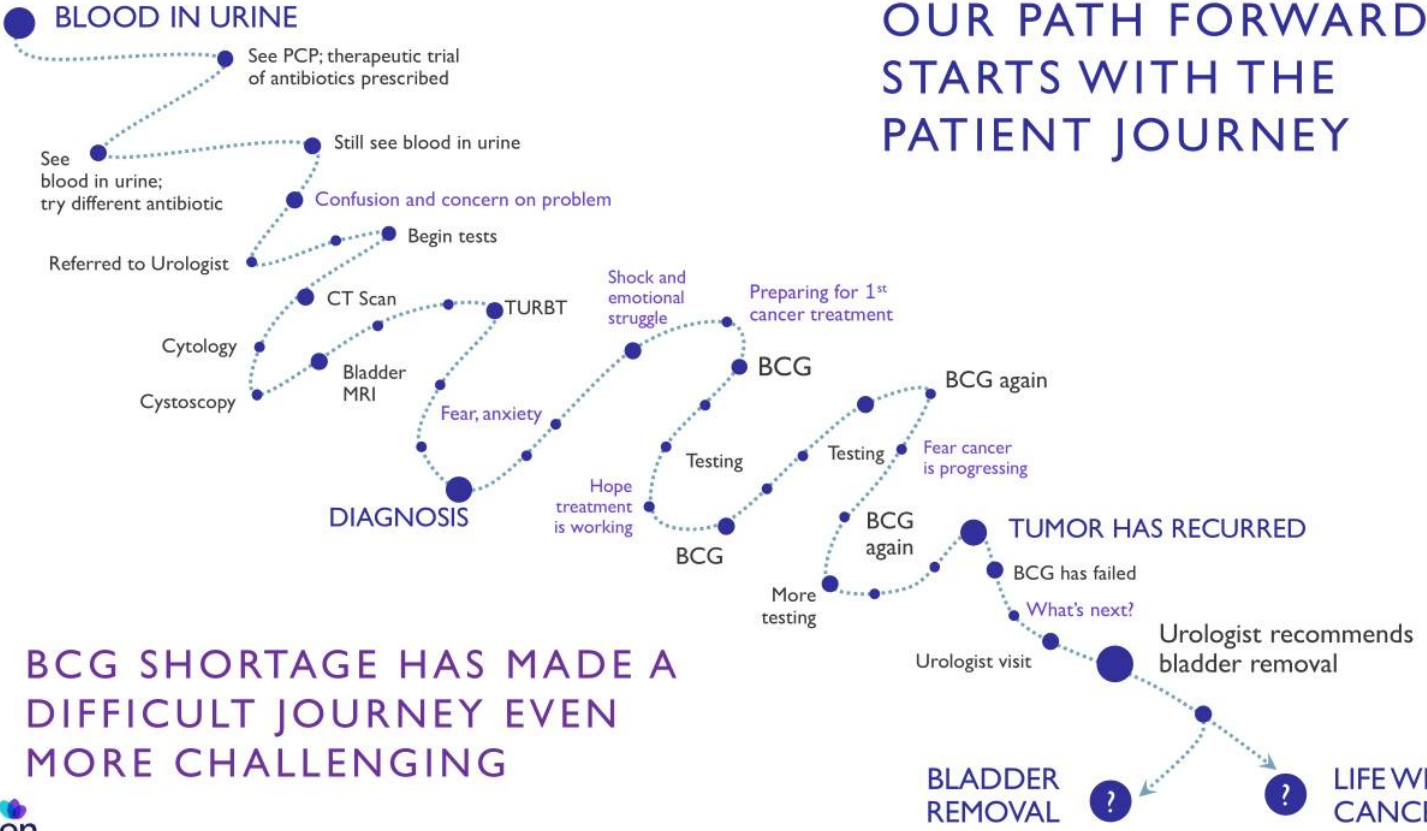 BLOOD IN URINE
OUR PATH FORWARD
STARTS WITH THE
PATIENT JOURNEY
See PCP; therapeutic trial
of antibiotics prescribed
Still see blood in urine
See
blood in urine;
try different antibiotic
Confusion and concern on problem
Begin tests
Referred to Urologist
CT Scan
TURBT
Cytology
Bladder
MRI
Cystoscopy
Fear, anxiety
DIAGNOSIS
Shock and
emotional
struggle
Preparing for 1st
cancer treatment
BCG
Testing
Hope
treatment
is working
BCG
Testing
BCG again
Fear cancer
is progressing
BCG
again
More
testing
TUMOR HAS RECURRED
BCG has failed
What's next?
Urologist visit
Urologist recommends
bladder removal
BCG SHORTAGE HAS MADE A
DIFFICULT JOURNEY EVEN
MORE CHALLENGING
BLADDER
REMOVAL
?
?
LIFE